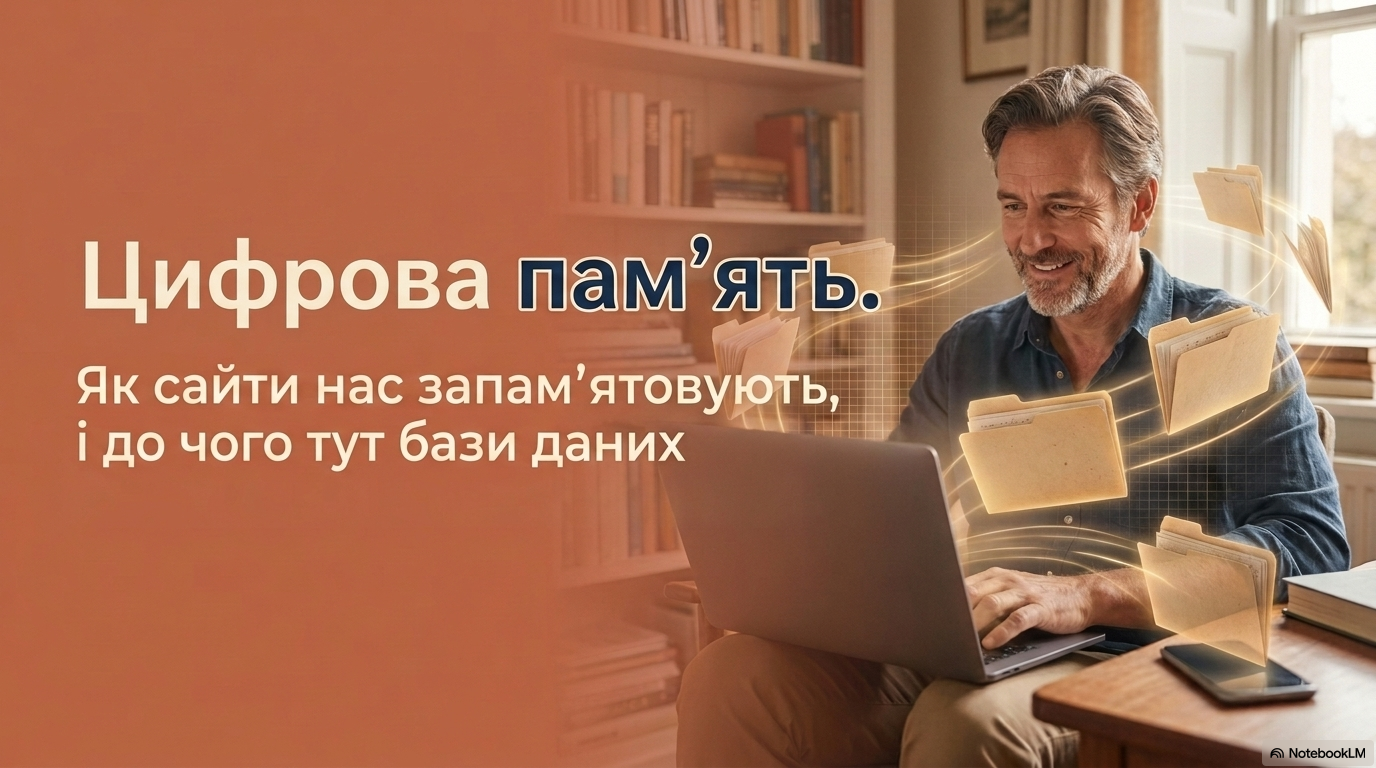 Цифрова пам’ять.
Як сайти нас запам’ятовують,
і до чого тут бази даних
NotebookLM